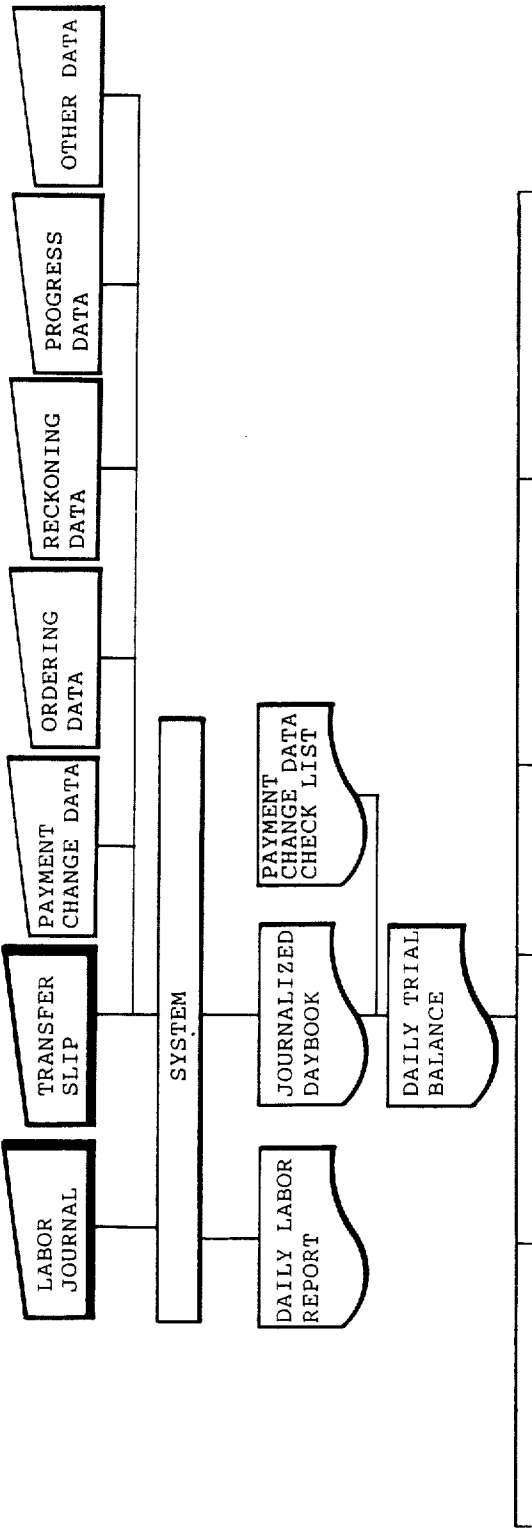 LABOR
JOURNAL
TRANSFER
SLIP
PAYMENT
CHANGE DATA
ORDERING
DATA
RECKONING
DATA
PROGRESS
DATA
OTHER DATA
SYSTEM
DAILY LABOR
REPORT
JOURNALIZED
DAYBOOK
PAYMENT
CHANGE DATA
CHECK LIST
DAILY TRIAL
BALANCE